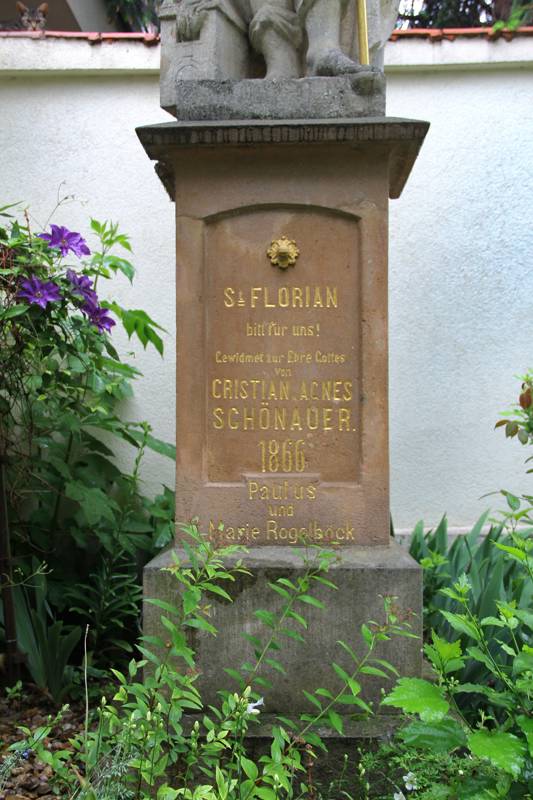 St FLORIAN
bitt für uns!
Gewidmet zur Ehre Gottes
von
CRISTIAN. AGNES
SCHÖNAUER.
1866
Paulus
und
Marie Rogelböck